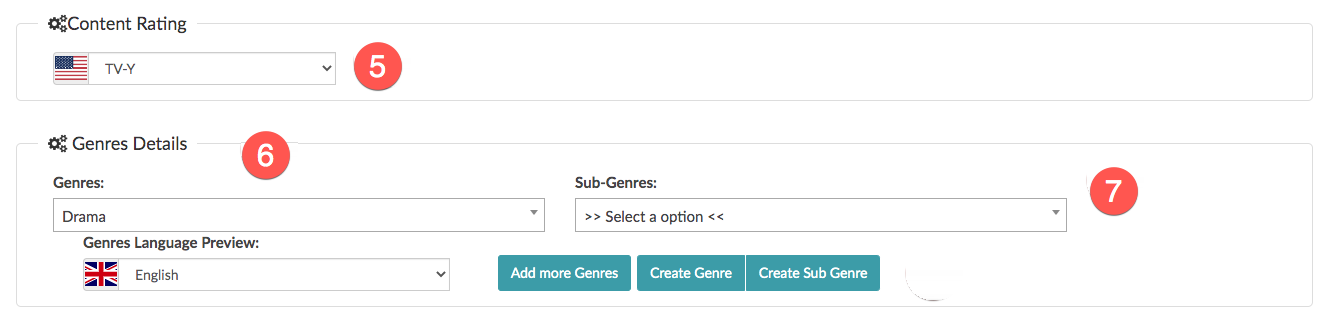 Content Rating
TV-Y
5
Genres Details
6
Genres:
Sub-Genres:
7
Drama
>> Select a option <<
Genres Language Preview:
English
Add more Genres
Create Genre
Create Sub Genre